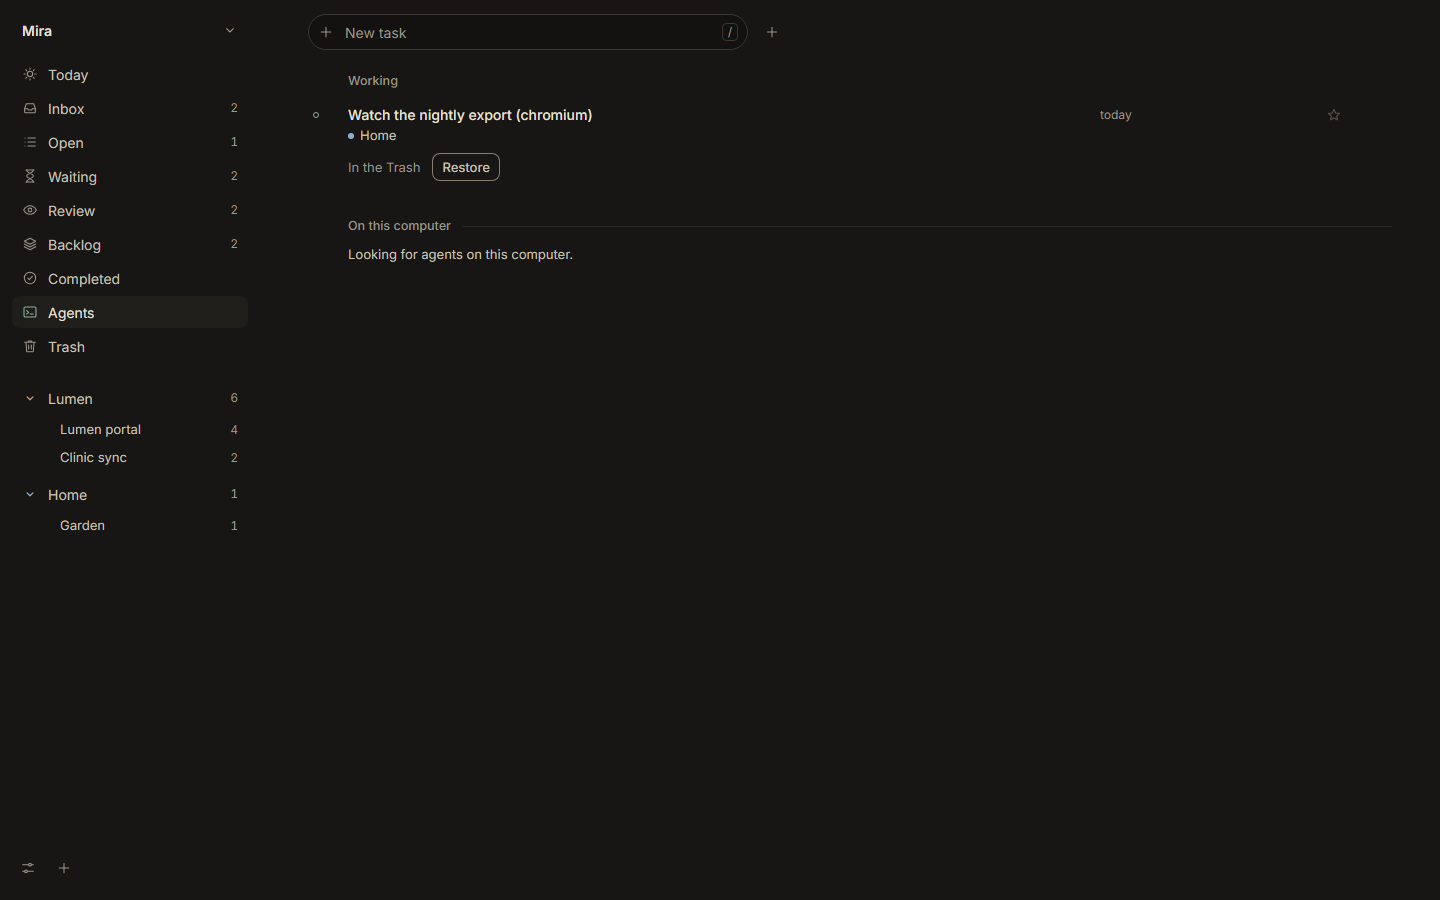 Mira
Today
Inbox 2
Open 1
Waiting 2
Review 2
Backlog 2
Completed
Agents
Trash
Lumen 6
Lumen portal 4
Clinic sync 2
Home 1
Garden 1
New task /
Working
Watch the nightly export (chromium) today
Home
In the Trash Restore
On this computer
Looking for agents on this computer.